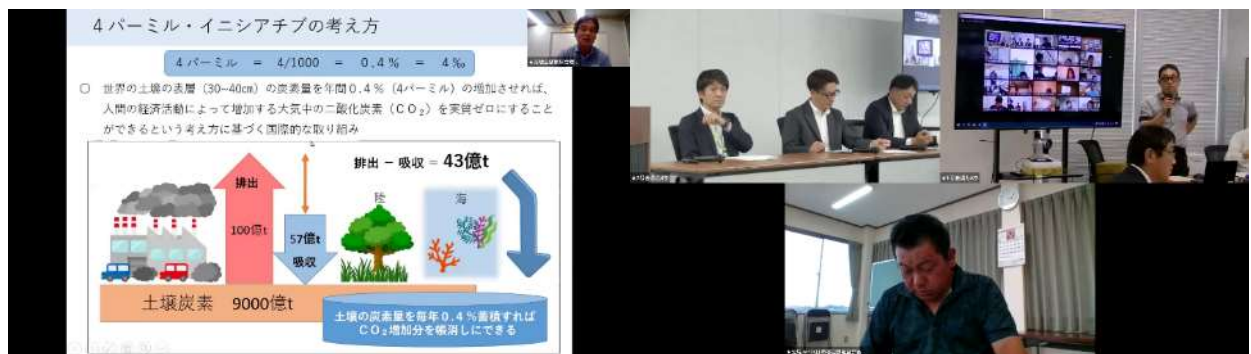 4パーミル・イニシアチブの考え方
4パーミル = 4/1000 = 0.4% = 4‰
○ 世界の土壌の表層（30~40cm）の炭素量を年間0.4%（4パーミル）の増加させれば、
人間の経済活動によって増加する大気中の二酸化炭素（CO₂）を実質ゼロにすること
ができるという考え方に基づく国際的な取り組み
排出 − 吸収 = 43億t
排出
陸
海
100億t
57億t
吸収
土壌炭素 9000億t
土壌の炭素量を毎年0.4%蓄積すれば
CO₂増加分を帳消しにできる